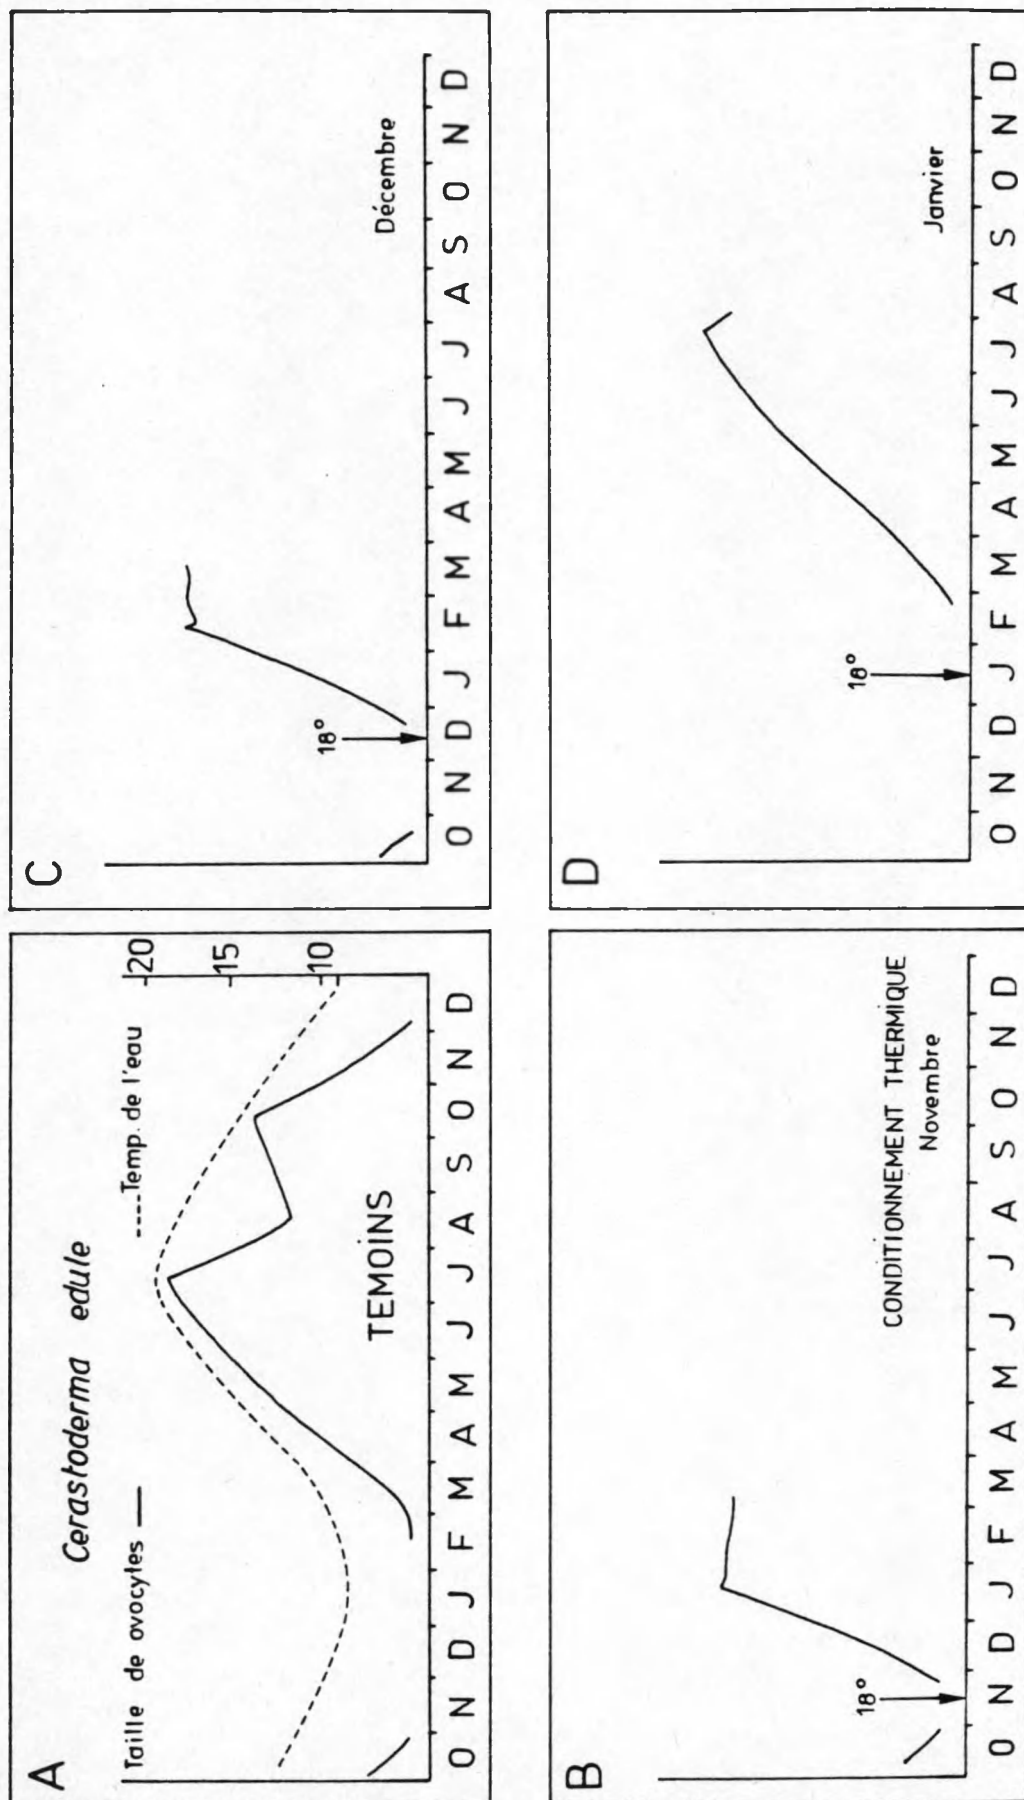 A
Cerastoderma edule
Taille de ovocytes
Temp. de l'eau
20
15
10
TEMOINS
O N D J F M A M J J A S O N D
B
CONDITIONNEMENT THERMIQUE
Novembre
18°
O N D J F M A M J J A S O N D
C
Décembre
18°
O N D J F M A M J J A S O N D
D
Janvier
18°
O N D J F M A M J J A S O N D